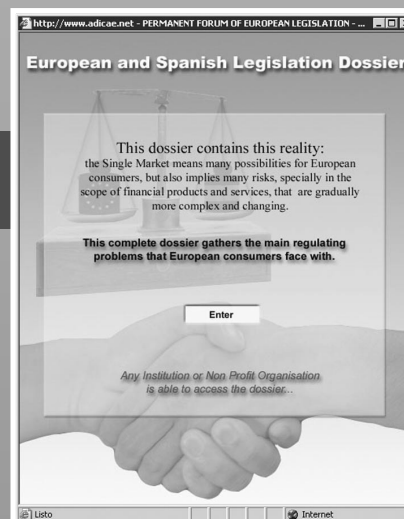 http://www.adicae.net - PERMANENT FORUM OF EUROPEAN LEGISLATION - ...
European and Spanish Legislation Dossier
This dossier contains this reality:
the Single Market means many possibilities for European
consumers, but also implies many risks, specially in the
scope of financial products and services, that are gradually
more complex and changing.
This complete dossier gathers the main regulating
problems that European consumers face with.
Enter
Any Institution or Non Profit Organisation
is able to access the dossier...
Listo
Internet